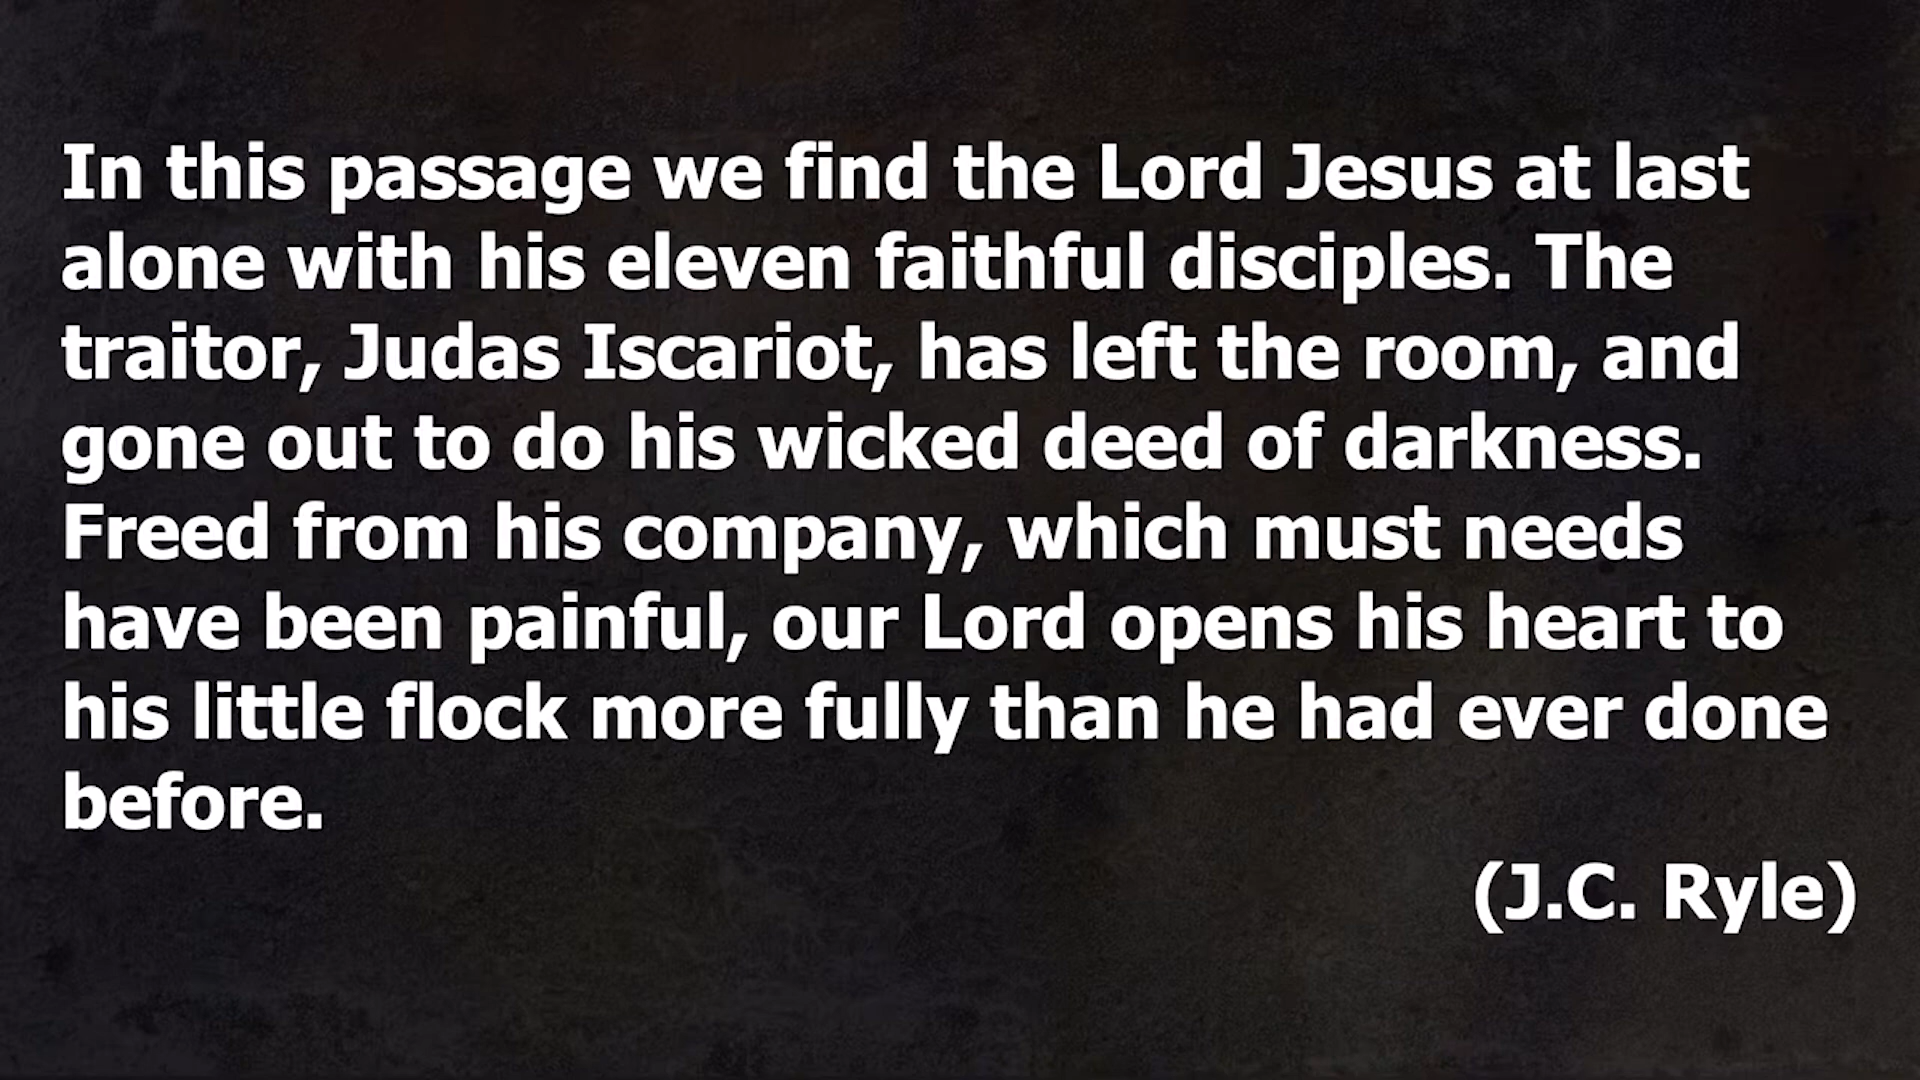 In this passage we find the Lord Jesus at last
alone with his eleven faithful disciples. The
traitor, Judas Iscariot, has left the room, and
gone out to do his wicked deed of darkness.
Freed from his company, which must needs
have been painful, our Lord opens his heart to
his little flock more fully than he had ever done
before.
(J.C. Ryle)